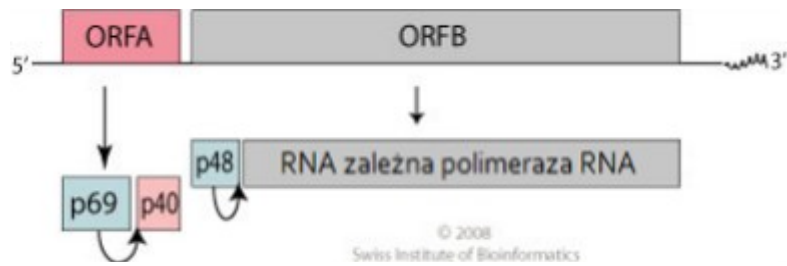 ORFA ORFB
5' 3'
p48 RNA zależna polimeraza RNA
p69 p40
© 2008
Swiss Institute of Bioinformatics